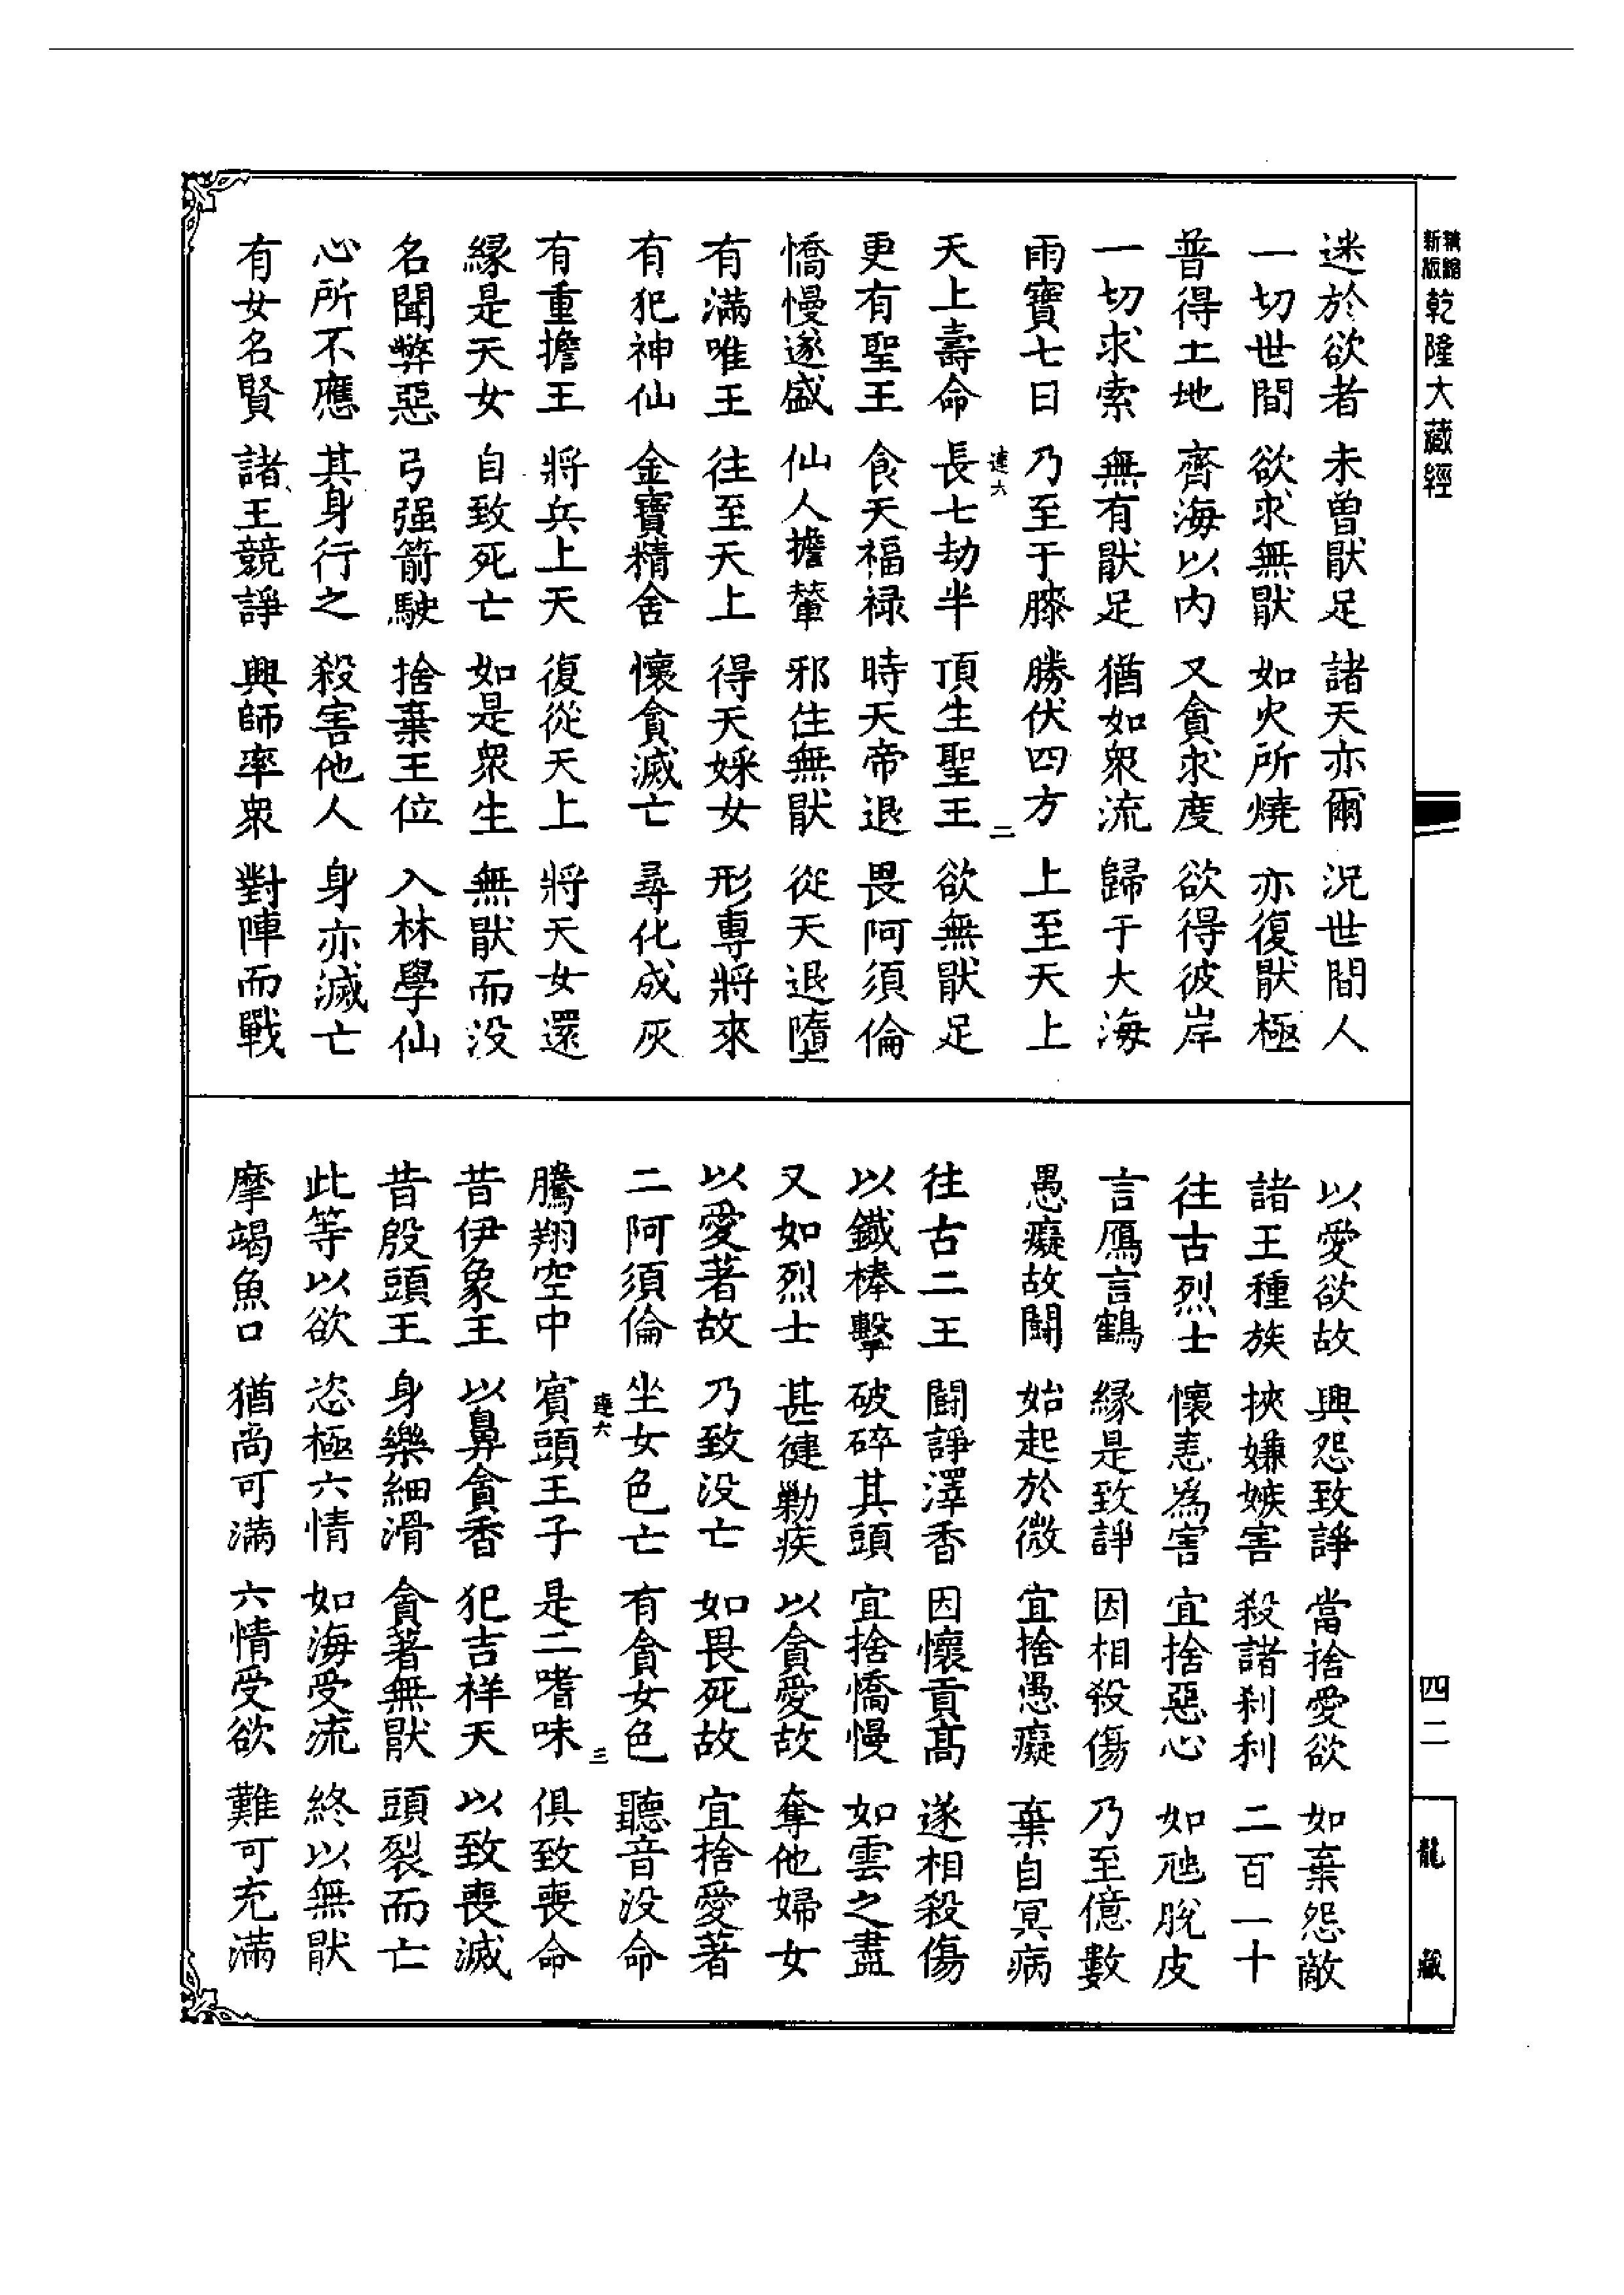 新編縮版乾隆大藏經
四二
龍藏
迷於欲者 未曾猒足 諸天亦爾 況世間人
一切世間 欲求無猒 如火所燒 亦復猒極
普得土地 齊海以內 又貪求度 欲得彼岸
一切求索 無有猒足 猶如衆流 歸于大海
雨寶七日 乃至于膝 勝伏四方 上至天上
達六 二
天上壽命 長七劫半 頂生聖王 欲無猒足
更有聖王 食天福祿 時天帝退 畏阿須倫
憍慢遂盛 仙人擔輦 邪住無猒 從天退墮
有滿唯王 往至天上 得天婇女 形專將來
有犯神仙 金寶精舍 懷貪滅亡 尋化成灰
有重擔王 將兵上天 復從天上 將天女還
緣是天女 自致死亡 如是衆生 無猒而没
名聞弊惡 弓强箭駛 捨棄王位 入林學仙
心所不應 其身行之 殺害他人 身亦滅亡
有女名賢 諸王競諍 興師率衆 對陣而戰
以愛欲故 興怨致諍 當捨愛欲 如棄怨敵
諸王種族 挾嫌嫉害 殺諸刹利 二百一十
往古烈士 懷恚爲害 宜捨惡心 如虵脫皮
言鴈言鶴 緣是致諍 因相殺傷 乃至億數
愚癡故鬪 始起於微 宜捨愚癡 棄自冥病
往古二王 鬪諍澤香 因懷貢高 遂相殺傷
以鐵棒擊 破碎其頭 宜捨憍慢 如雲之盡
又如烈士 甚健勦疾 以貪愛故 奪他婦女
以愛著故 乃致没亡 如畏死故 宜捨愛著
二阿須倫 坐女色亡 有貪女色 聽音没命
達六 三
騰翔空中 賓頭王子 是二嗜味 俱致喪命
昔伊象王 以鼻貪香 犯吉祥天 以致喪滅
昔殷頭王 身樂細滑 貪著無猒 頭裂而亡
此等以欲 恣極六情 如海受流 終以無猒
摩竭魚口 猶尚可滿 六情受欲 難可充滿